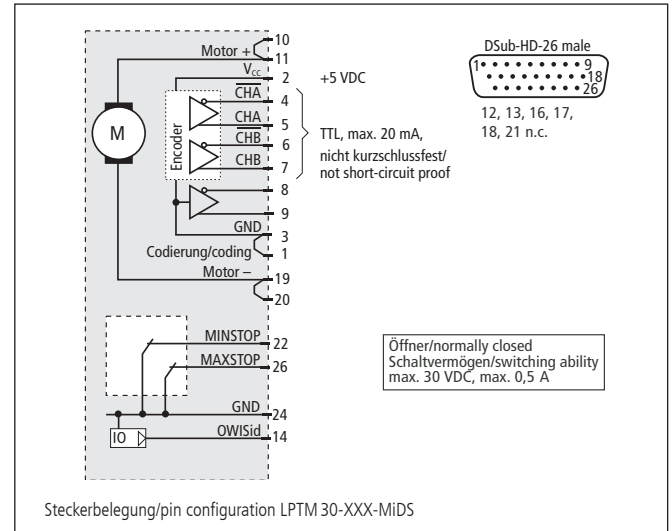 10
Motor + 11
Vcc 2 +5 VDC
CHA 4
CHA 5
CHB 6
CHB 7
TTL, max. 20 mA,
nicht kurzschlussfest/
not short-circuit proof
M
Encoder
8
9
GND 3
Codierung/coding 1
Motor – 19
20
MINSTOP 22
MAXSTOP 26
GND 24
IO OWISid 14
DSub-HD-26 male
1 9
18
26
12, 13, 16, 17,
18, 21 n.c.
Öffner/normally closed
Schaltvermögen/switching ability
max. 30 VDC, max. 0,5 A
Steckerbelegung/pin configuration LPTM 30-XXX-MiDS